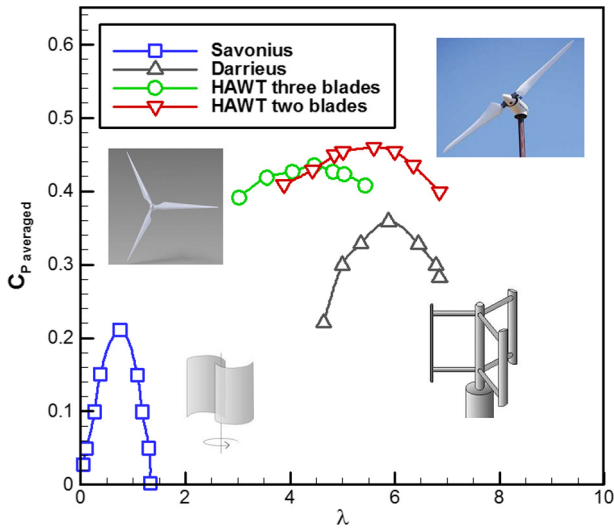 Savonius
Darrieus
HAWT three blades
HAWT two blades
0.6
0.5
0.4
0.3
0.2
0.1
0
C_P averaged
0 2 4 6 8 10
λ